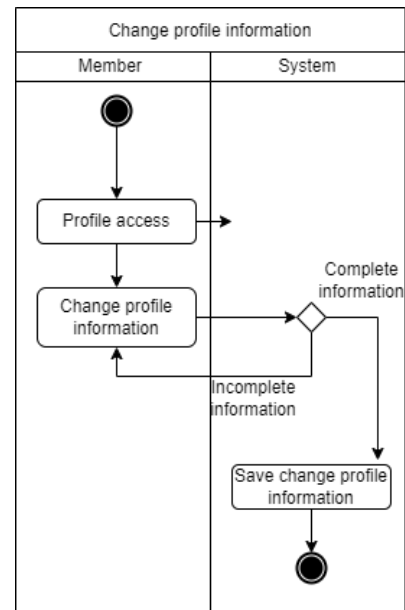 Change profile information
Member
System
Profile access
Change profile
information
Complete
information
Incomplete
information
Save change profile
information